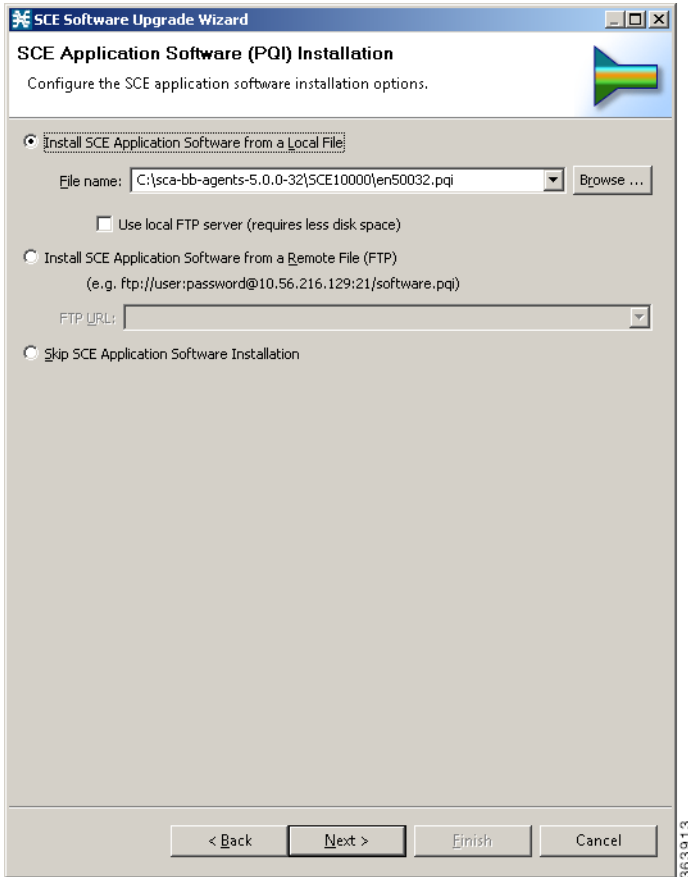 SCE Software Upgrade Wizard
SCE Application Software (PQI) Installation
Configure the SCE application software installation options.
Install SCE Application Software from a Local File
File name: C:\sca-bb-agents-5.0.0-32\SCE10000\en50032.pqi Browse ...
Use local FTP server (requires less disk space)
Install SCE Application Software from a Remote File (FTP)
(e.g. ftp://user:password@10.56.216.129:21/software.pqi)
FTP URL:
Skip SCE Application Software Installation
< Back Next > Finish Cancel
363913